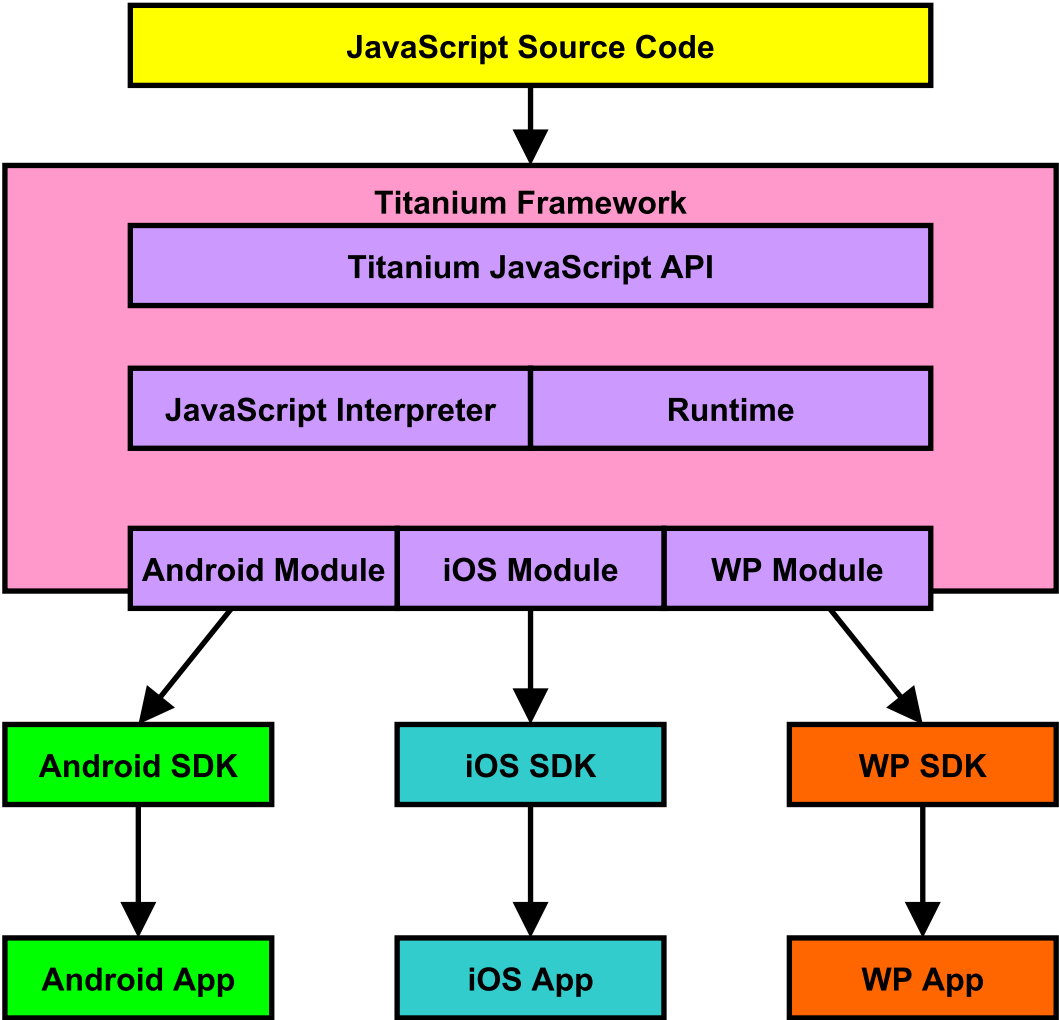 JavaScript Source Code
Titanium Framework
Titanium JavaScript API
JavaScript Interpreter
Runtime
Android Module
iOS Module
WP Module
Android SDK
iOS SDK
WP SDK
Android App
iOS App
WP App